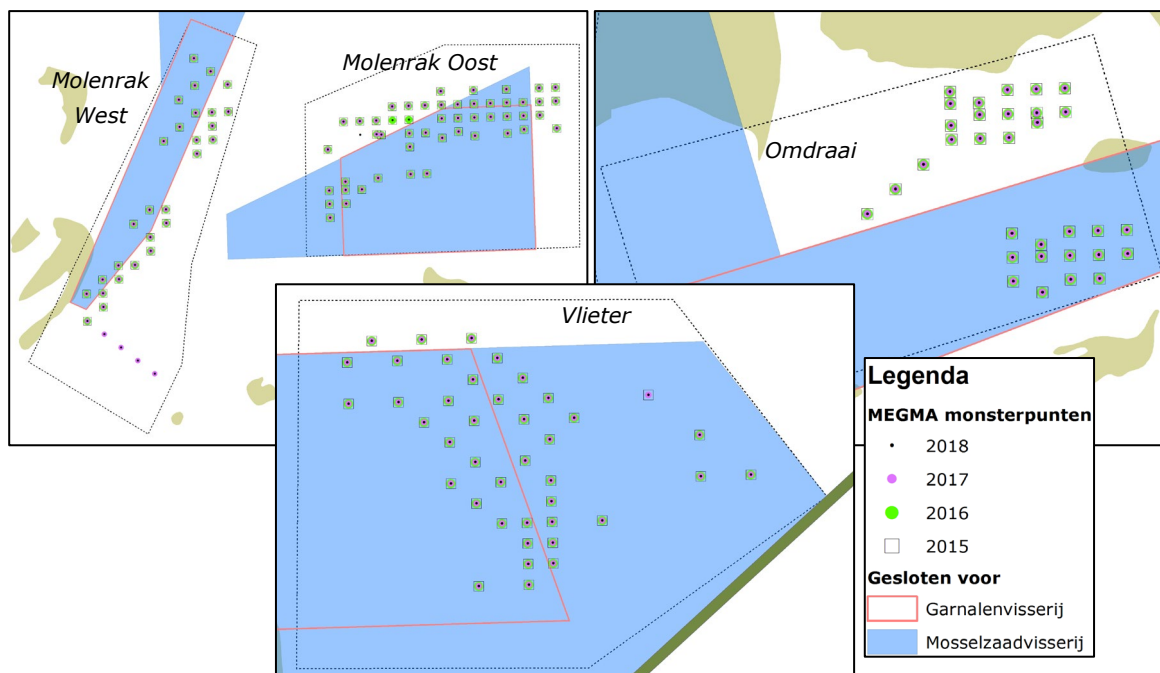 Molenrak
West
Molenrak Oost
Omdraai
Vlieter
Legenda
MEGMA monsterpunten
2018
2017
2016
2015
Gesloten voor
Garnalenvisserij
Mosselzaadvisserij